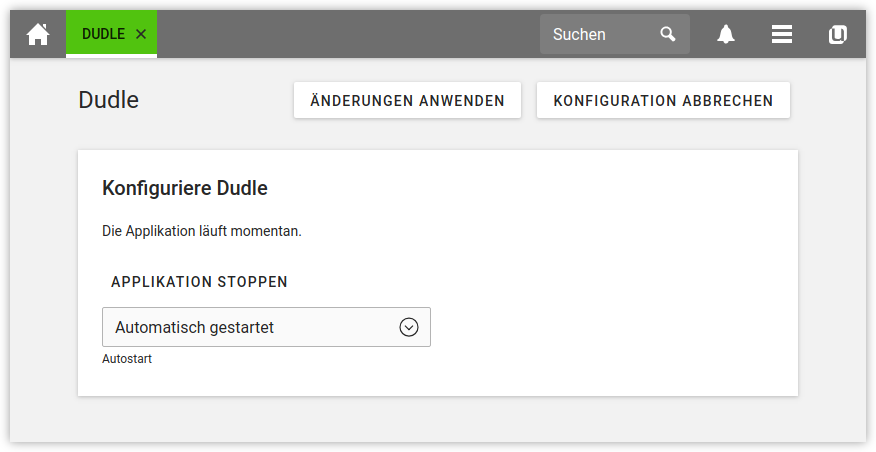 DUDLE
Suchen
Dudle
ÄNDERUNGEN ANWENDEN
KONFIGURATION ABBRECHEN
Konfiguriere Dudle
Die Applikation läuft momentan.
APPLIKATION STOPPEN
Automatisch gestartet
Autostart